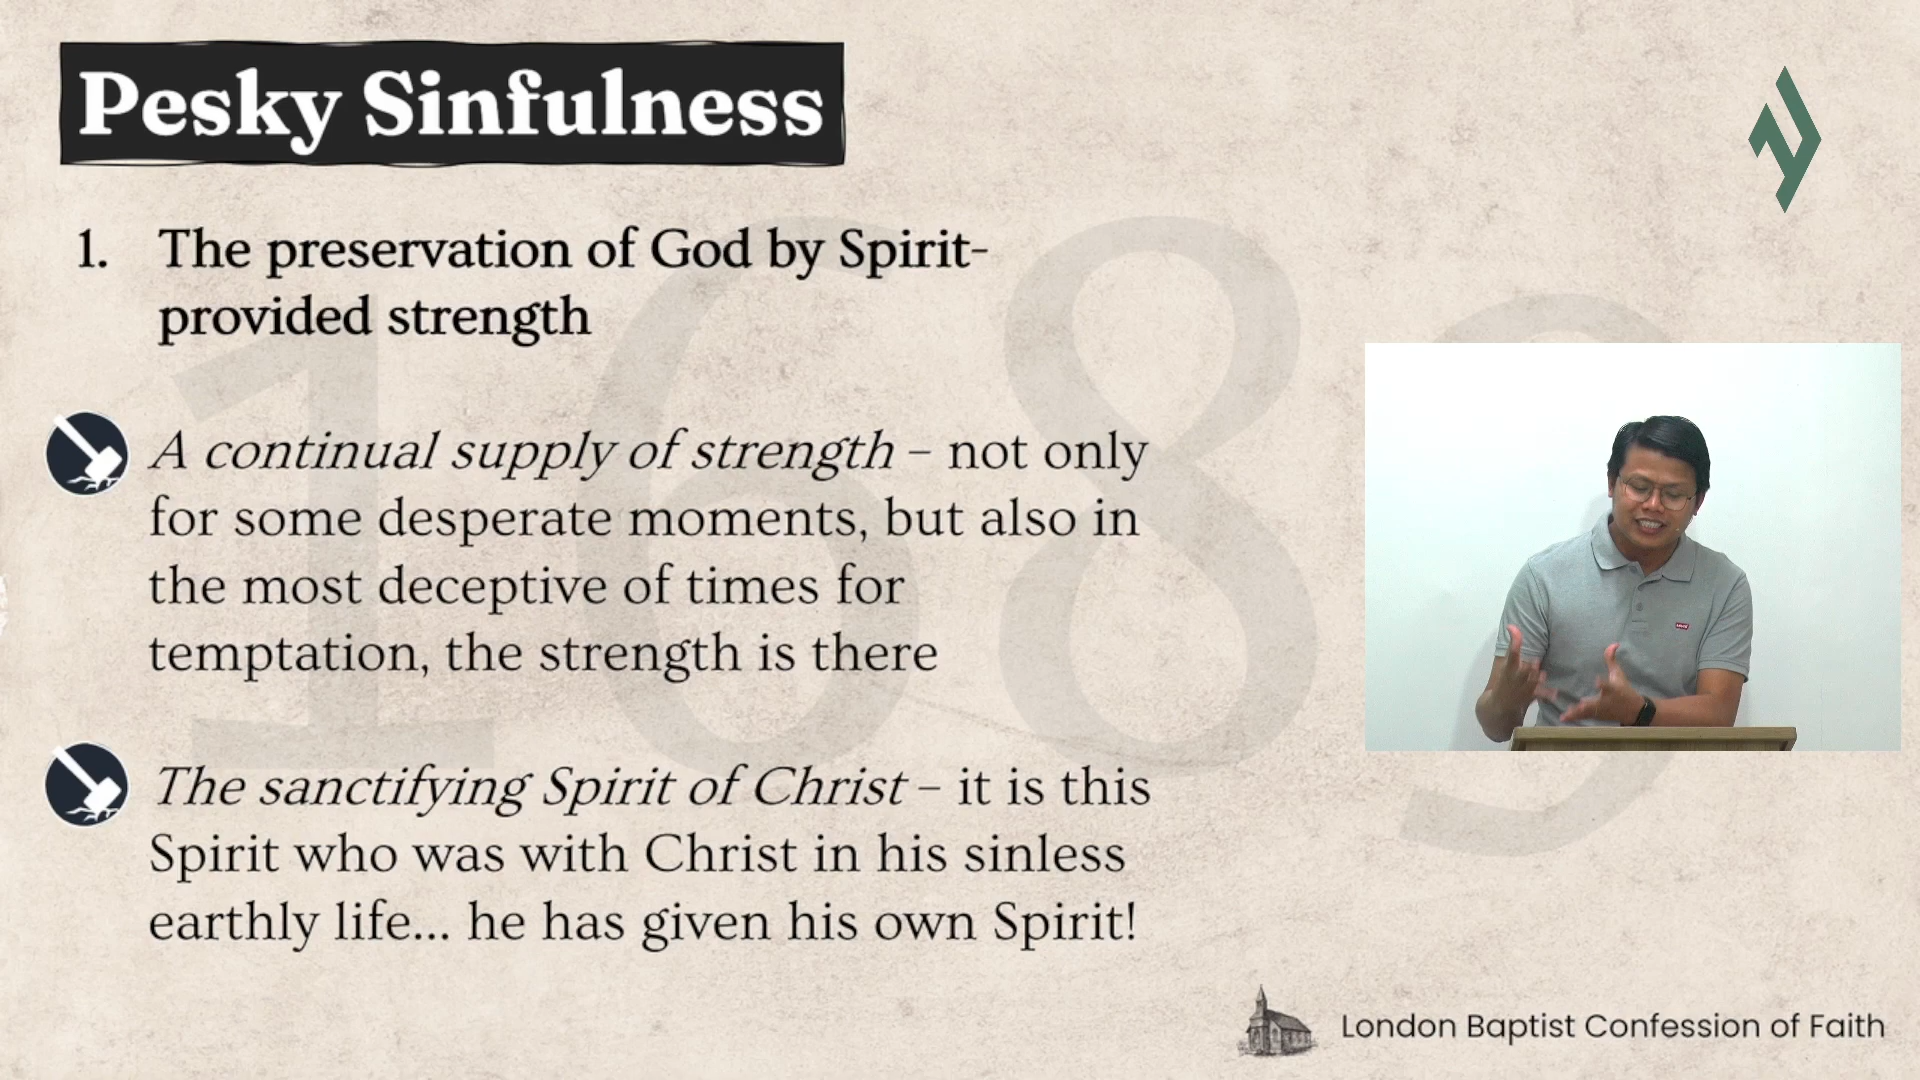 Pesky Sinfulness
1. The preservation of God by Spirit-
provided strength
A continual supply of strength – not only
for some desperate moments, but also in
the most deceptive of times for
temptation, the strength is there
The sanctifying Spirit of Christ – it is this
Spirit who was with Christ in his sinless
earthly life... he has given his own Spirit!
1689
London Baptist Confession of Faith